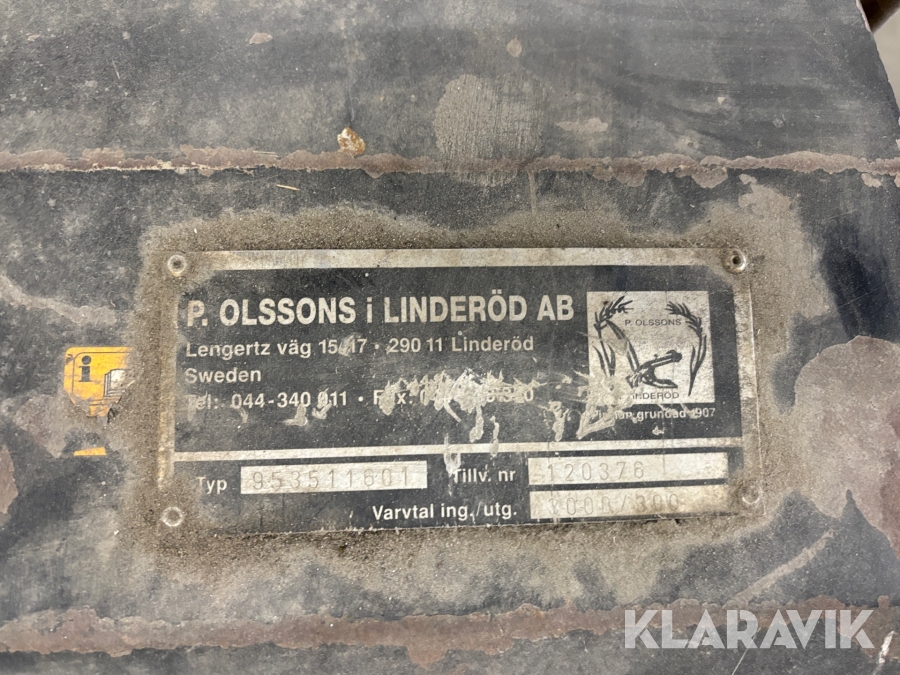 P. OLSSONS i LINDERÖD AB
Lengertz väg 15-17 • 290 11 Linderöd
Sweden
Tel: 044-340 011 •
P. OLSSONS
LINDERÖD
Firman grundad 1907
Typ 953511601 Tillv. nr 120376
Varvtal ing./utg.
i
KLARAVIK